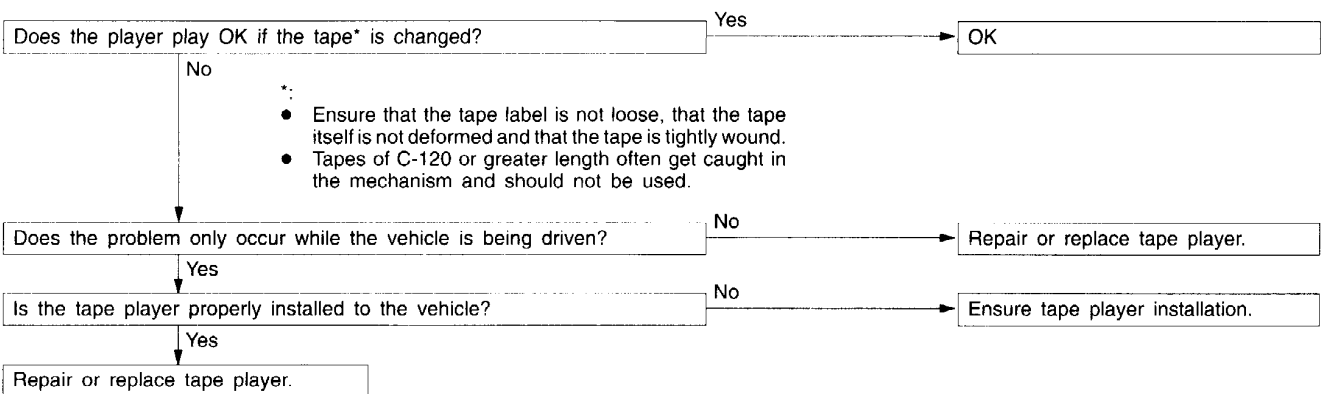 Does the player play OK if the tape* is changed?
Yes
OK
No
*:
● Ensure that the tape label is not loose, that the tape
itself is not deformed and that the tape is tightly wound.
● Tapes of C-120 or greater length often get caught in
the mechanism and should not be used.
Does the problem only occur while the vehicle is being driven?
No
Repair or replace tape player.
Yes
Is the tape player properly installed to the vehicle?
No
Ensure tape player installation.
Yes
Repair or replace tape player.